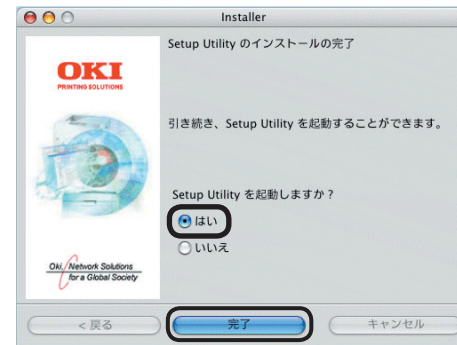 Installer
Setup Utility のインストールの完了
OKI
PRINTING SOLUTIONS
引き続き、Setup Utility を起動することができます。
Setup Utility を起動しますか？
はい
いいえ
Oki, Network Solutions
for a Global Society
< 戻る
完了
キャンセル